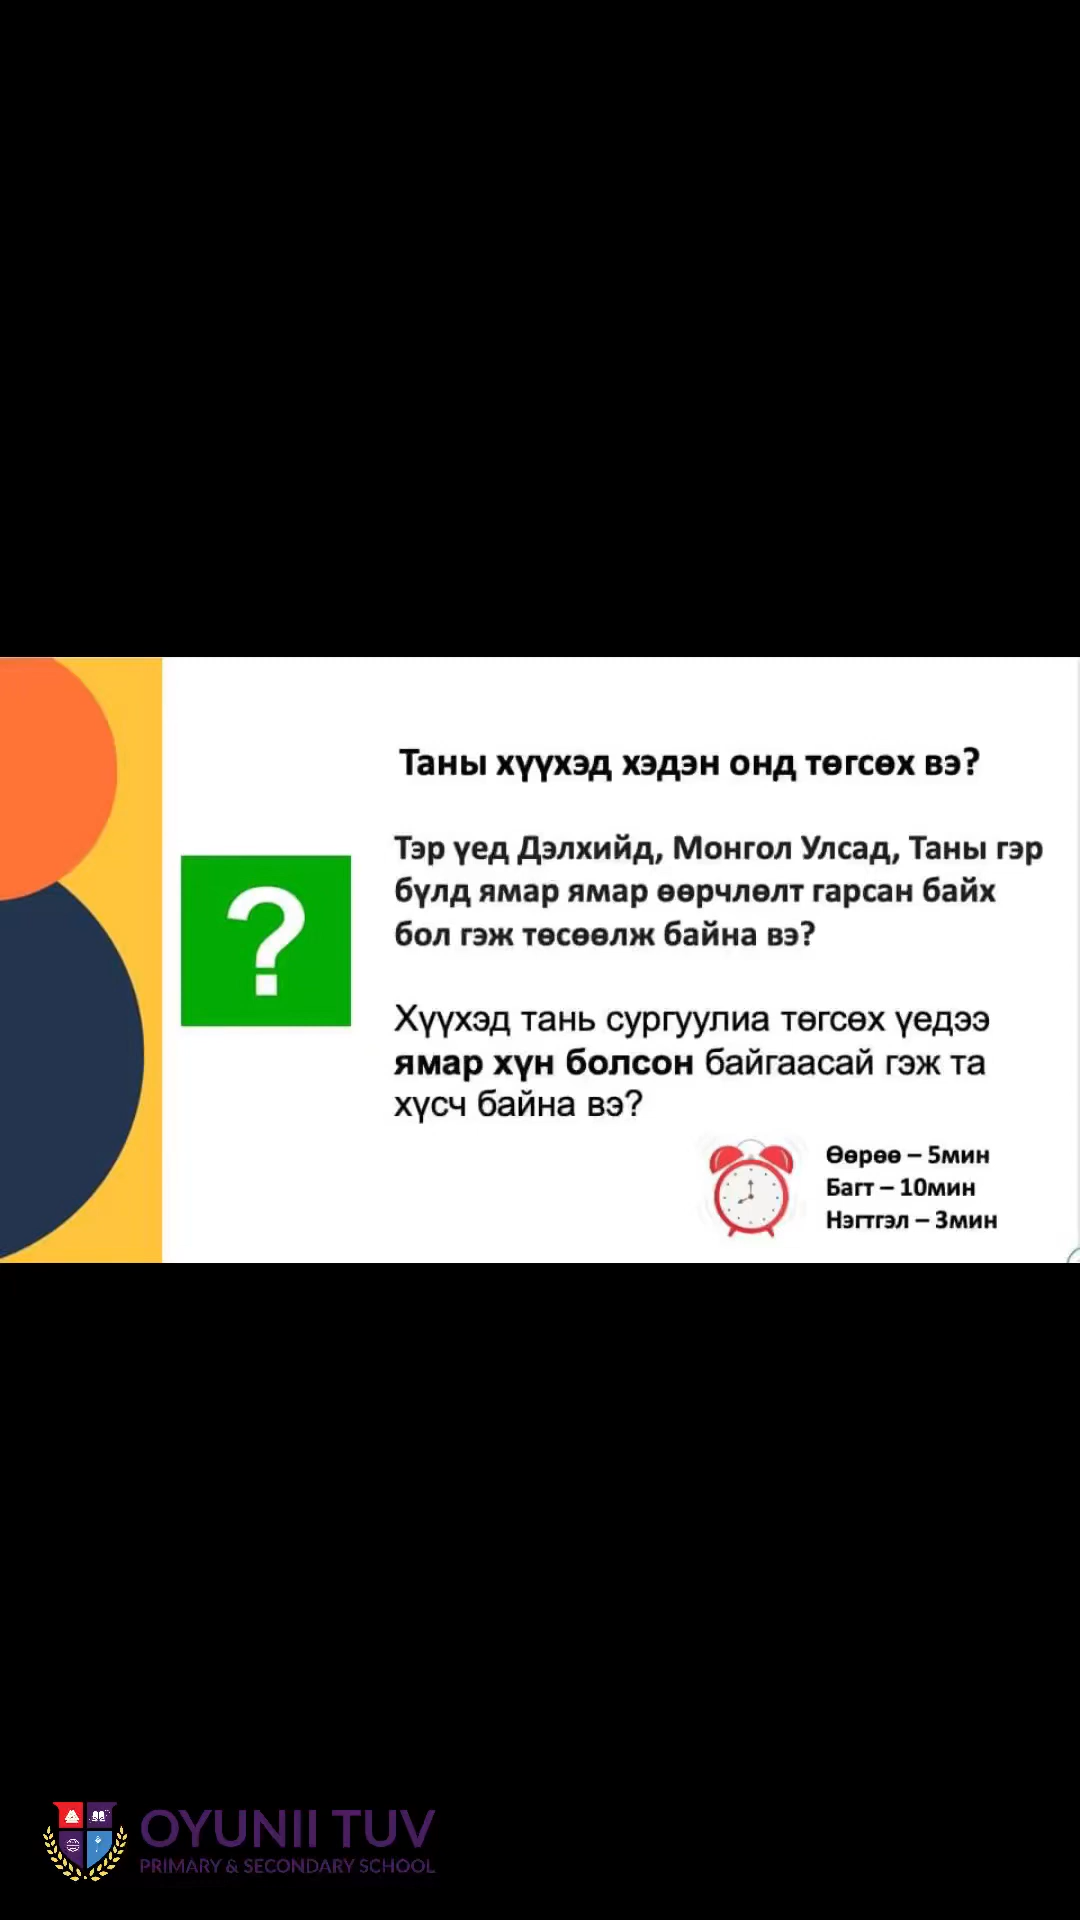 Таны хүүхэд хэдэн онд төгсөх вэ?
Тэр үед Дэлхийд, Монгол Улсад, Таны гэр
бүлд ямар ямар өөрчлөлт гарсан байх
бол гэж төсөөлж байна вэ?
?
Хүүхэд тань сургуулиа төгсөх үедээ
ямар хүн болсон байгаасай гэж та
хүсч байна вэ?
Өөрөө – 5мин
Багт – 10мин
Нэгтгэл – 3мин
OYUNII TUV
PRIMARY & SECONDARY SCHOOL